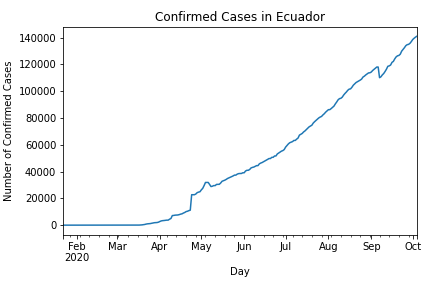 Confirmed Cases in Ecuador
Number of Confirmed Cases
140000
120000
100000
80000
60000
40000
20000
0
Feb Mar Apr May Jun Jul Aug Sep Oct
2020
Day